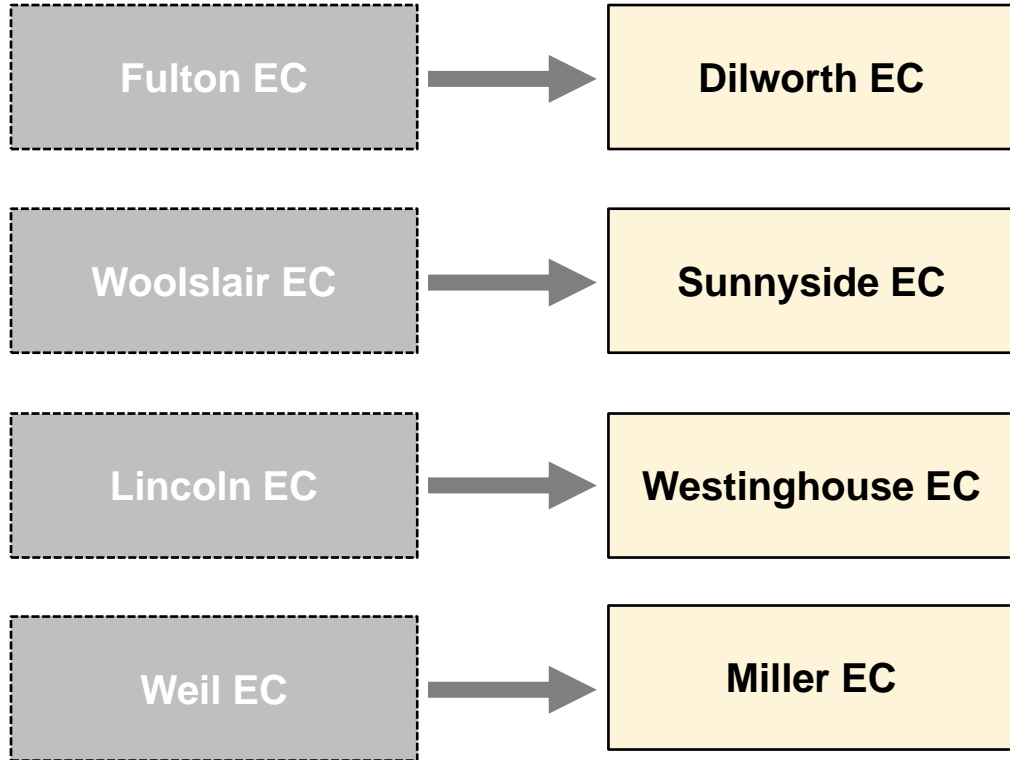 Fulton EC
Dilworth EC
Woolslair EC
Sunnyside EC
Lincoln EC
Westinghouse EC
Weil EC
Miller EC